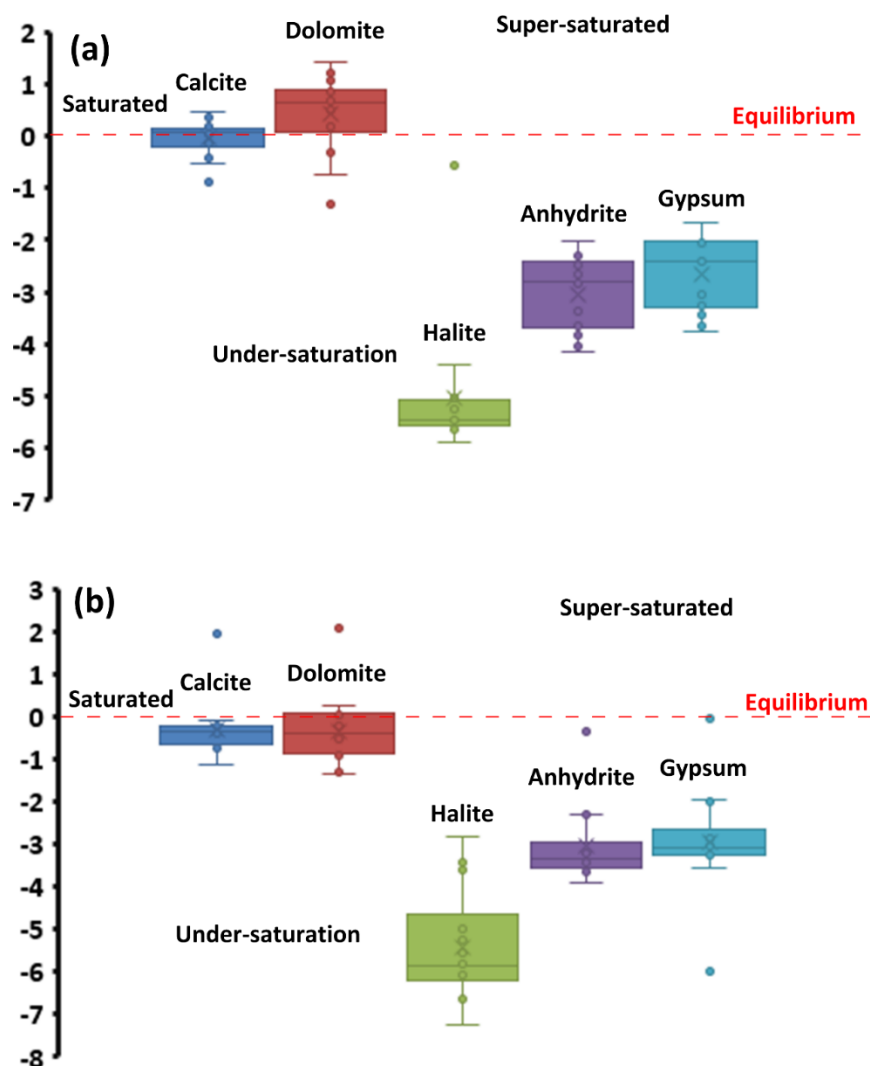 (a)
Super-saturated
Dolomite
Calcite
Saturated
Equilibrium
Anhydrite
Gypsum
Under-saturation
Halite
2
1
0
-1
-2
-3
-4
-5
-6
-7
(b)
Super-saturated
Calcite
Dolomite
Saturated
Equilibrium
Gypsum
Anhydrite
Halite
Under-saturation
3
2
1
0
-1
-2
-3
-4
-5
-6
-7
-8